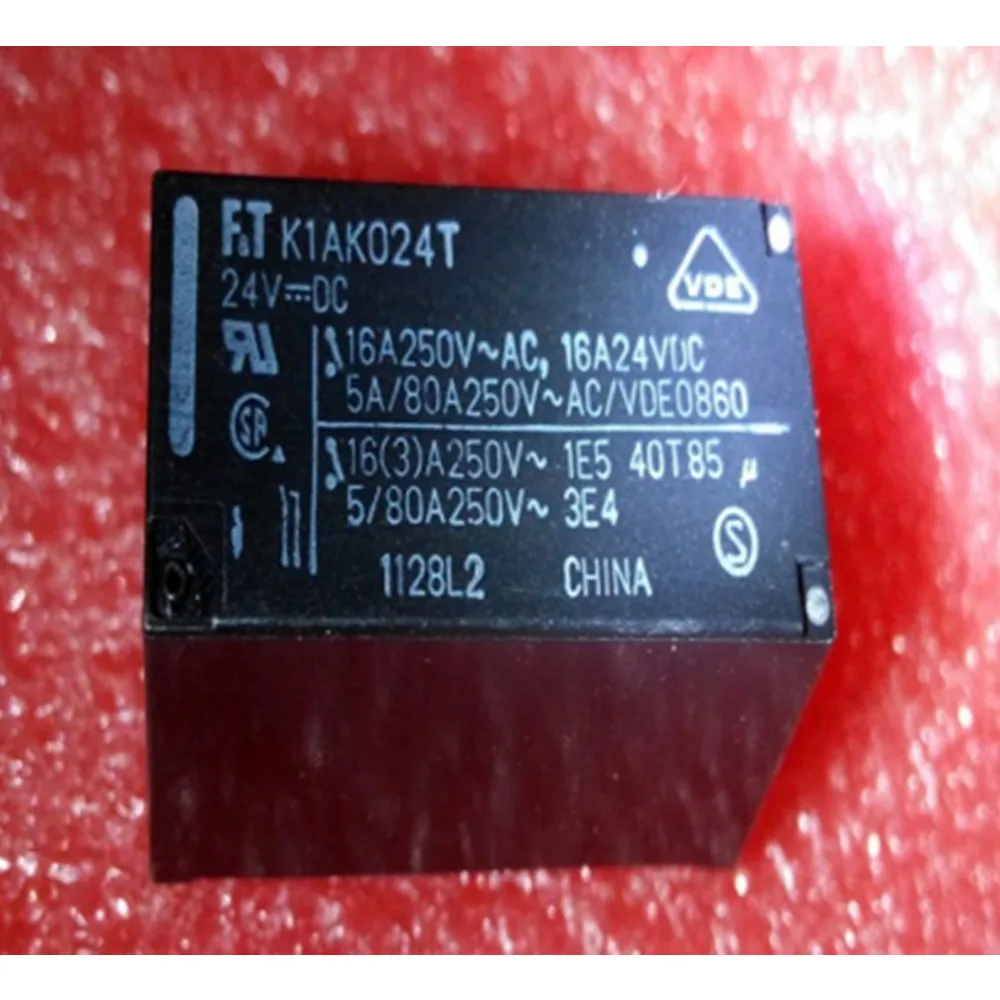 F&T K1AK024T
24V⎓DC
VDE
16A250V~AC, 16A24VDC
5A/80A250V~AC/VDE0860
16(3)A250V~ 1E5 40T85 μ
5/80A250V~ 3E4
S
1128L2 CHINA